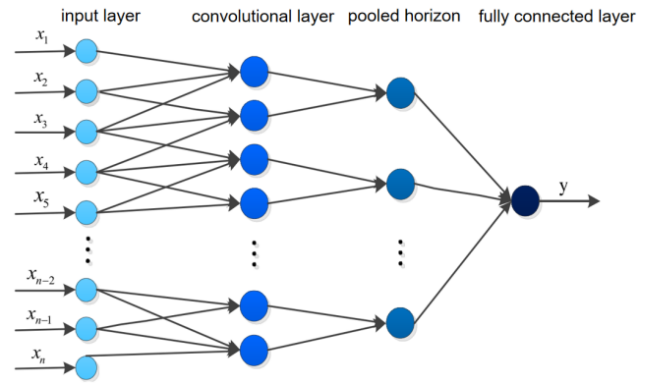 input layer convolutional layer pooled horizon fully connected layer
x₁
x₂
x₃
x₄
x₅
y
xₙ₋₂
xₙ₋₁
xₙ